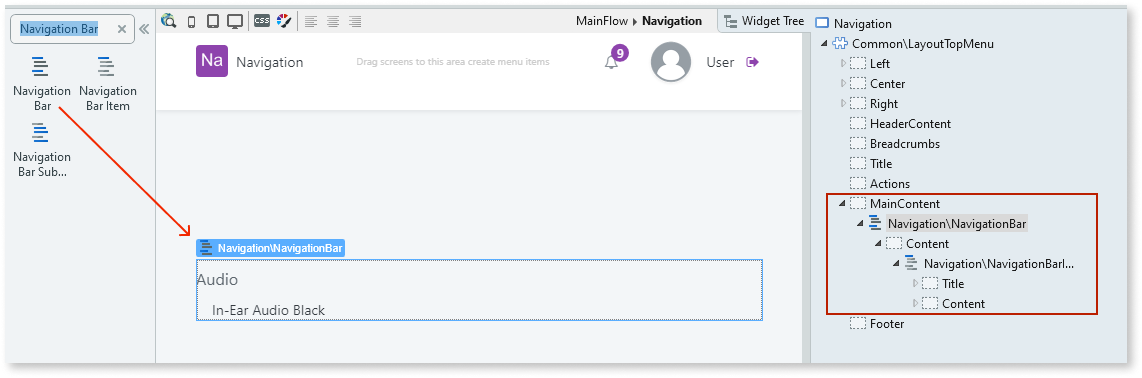 Navigation Bar
Navigation
Bar
Navigation
Bar Item
Navigation
Bar Sub...
CSS
MainFlow Navigation
Widget Tree
Na
Navigation
Drag screens to this area create menu items
9
User
Navigation\NavigationBar
Audio
In-Ear Audio Black
Navigation
Common\LayoutTopMenu
Left
Center
Right
HeaderContent
Breadcrumbs
Title
Actions
MainContent
Navigation\NavigationBar
Content
Navigation\NavigationBarI...
Title
Content
Footer